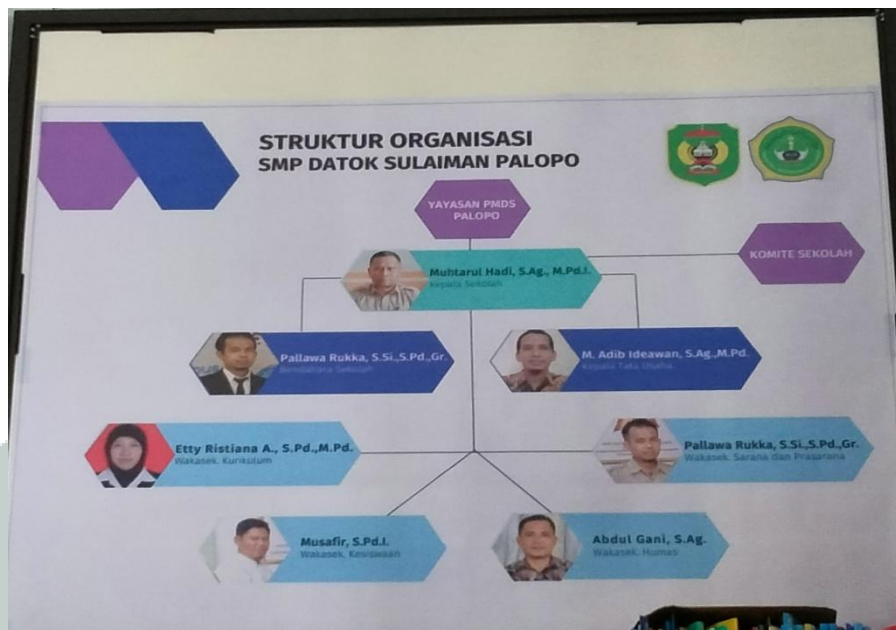 STRUKTUR ORGANISASI
SMP DATOK SULAIMAN PALOPO
YAYASAN PMDS
PALOPO
KOMITE SEKOLAH
Muhtarul Hadi, S.Ag., M.Pd.I.
Kepala Sekolah
Pallawa Rukka, S.Si.,S.Pd.,Gr.
Bendahara Sekolah
M. Adib Ideawan, S.Ag.,M.Pd.
Kepala Tata Usaha
Etty Ristiana A., S.Pd.,M.Pd.
Wakasek. Kurikulum
Pallawa Rukka, S.Si.,S.Pd.,Gr.
Wakasek. Sarana dan Prasarana
Musafir, S.Pd.I.
Wakasek. Kesiswaan
Abdul Gani, S.Ag.
Wakasek. Humas